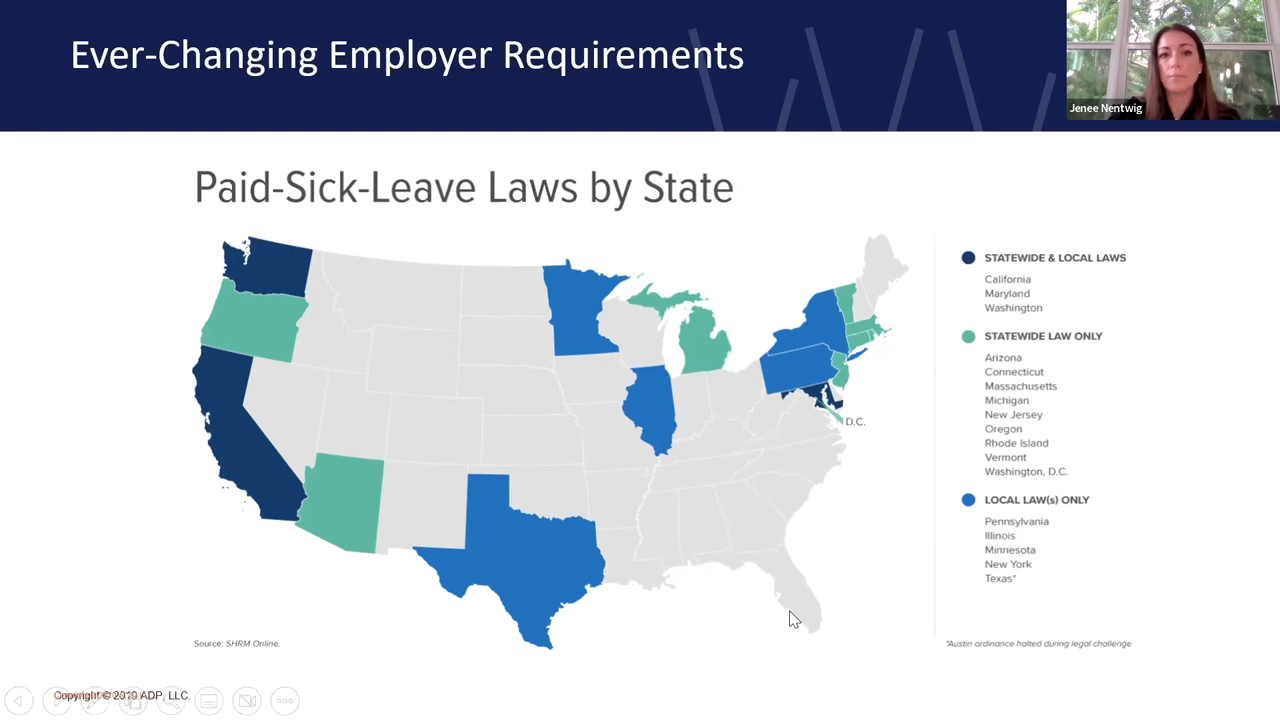 Ever-Changing Employer Requirements
Jenee Nentwig
Paid-Sick-Leave Laws by State
STATEWIDE & LOCAL LAWS
California
Maryland
Washington
STATEWIDE LAW ONLY
Arizona
Connecticut
Massachusetts
Michigan
New Jersey
Oregon
Rhode Island
Vermont
Washington, D.C.
LOCAL LAW(s) ONLY
Pennsylvania
Illinois
Minnesota
New York
Texas*
D.C.
Source: SHRM Online.
*Austin ordinance halted during legal challenge
Copyright © 2019 ADP, LLC.